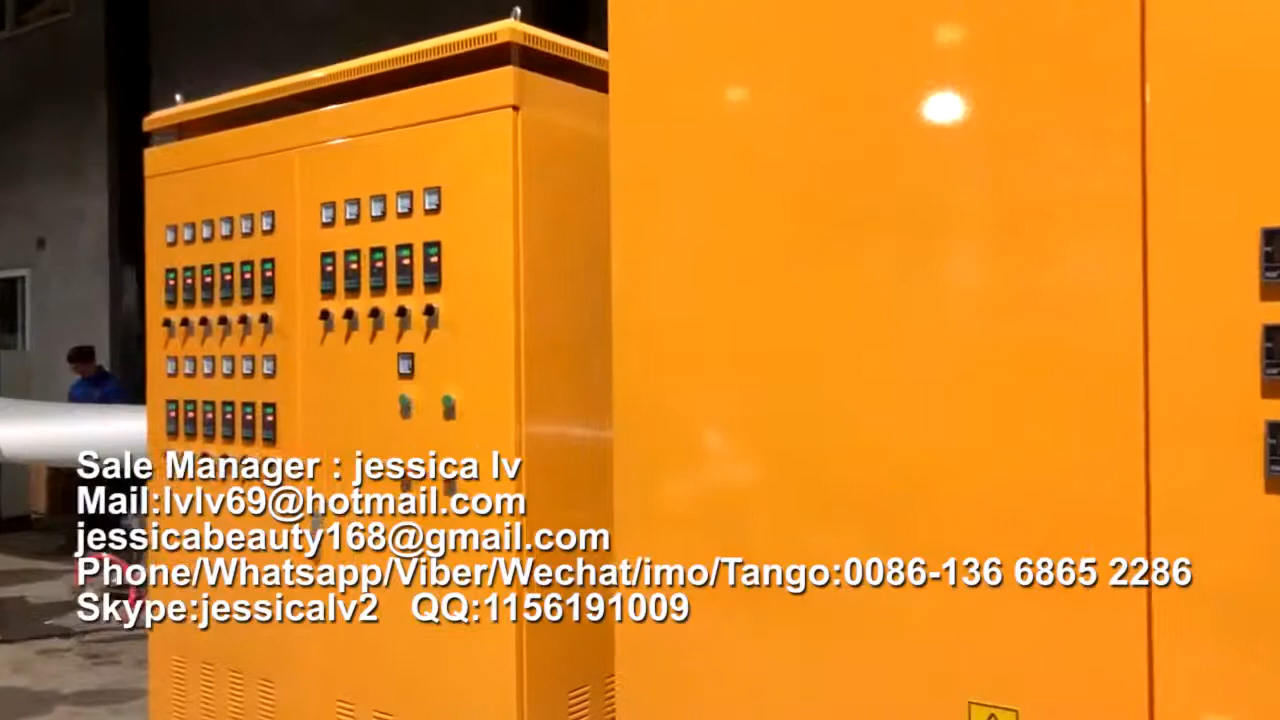 Sale Manager : jessica lv
Mail:lvlv69@hotmail.com
jessicabeauty168@gmail.com
Phone/Whatsapp/Viber/Wechat/imo/Tango:0086-136 6865 2286
Skype:jessicalv2 QQ:1156191009